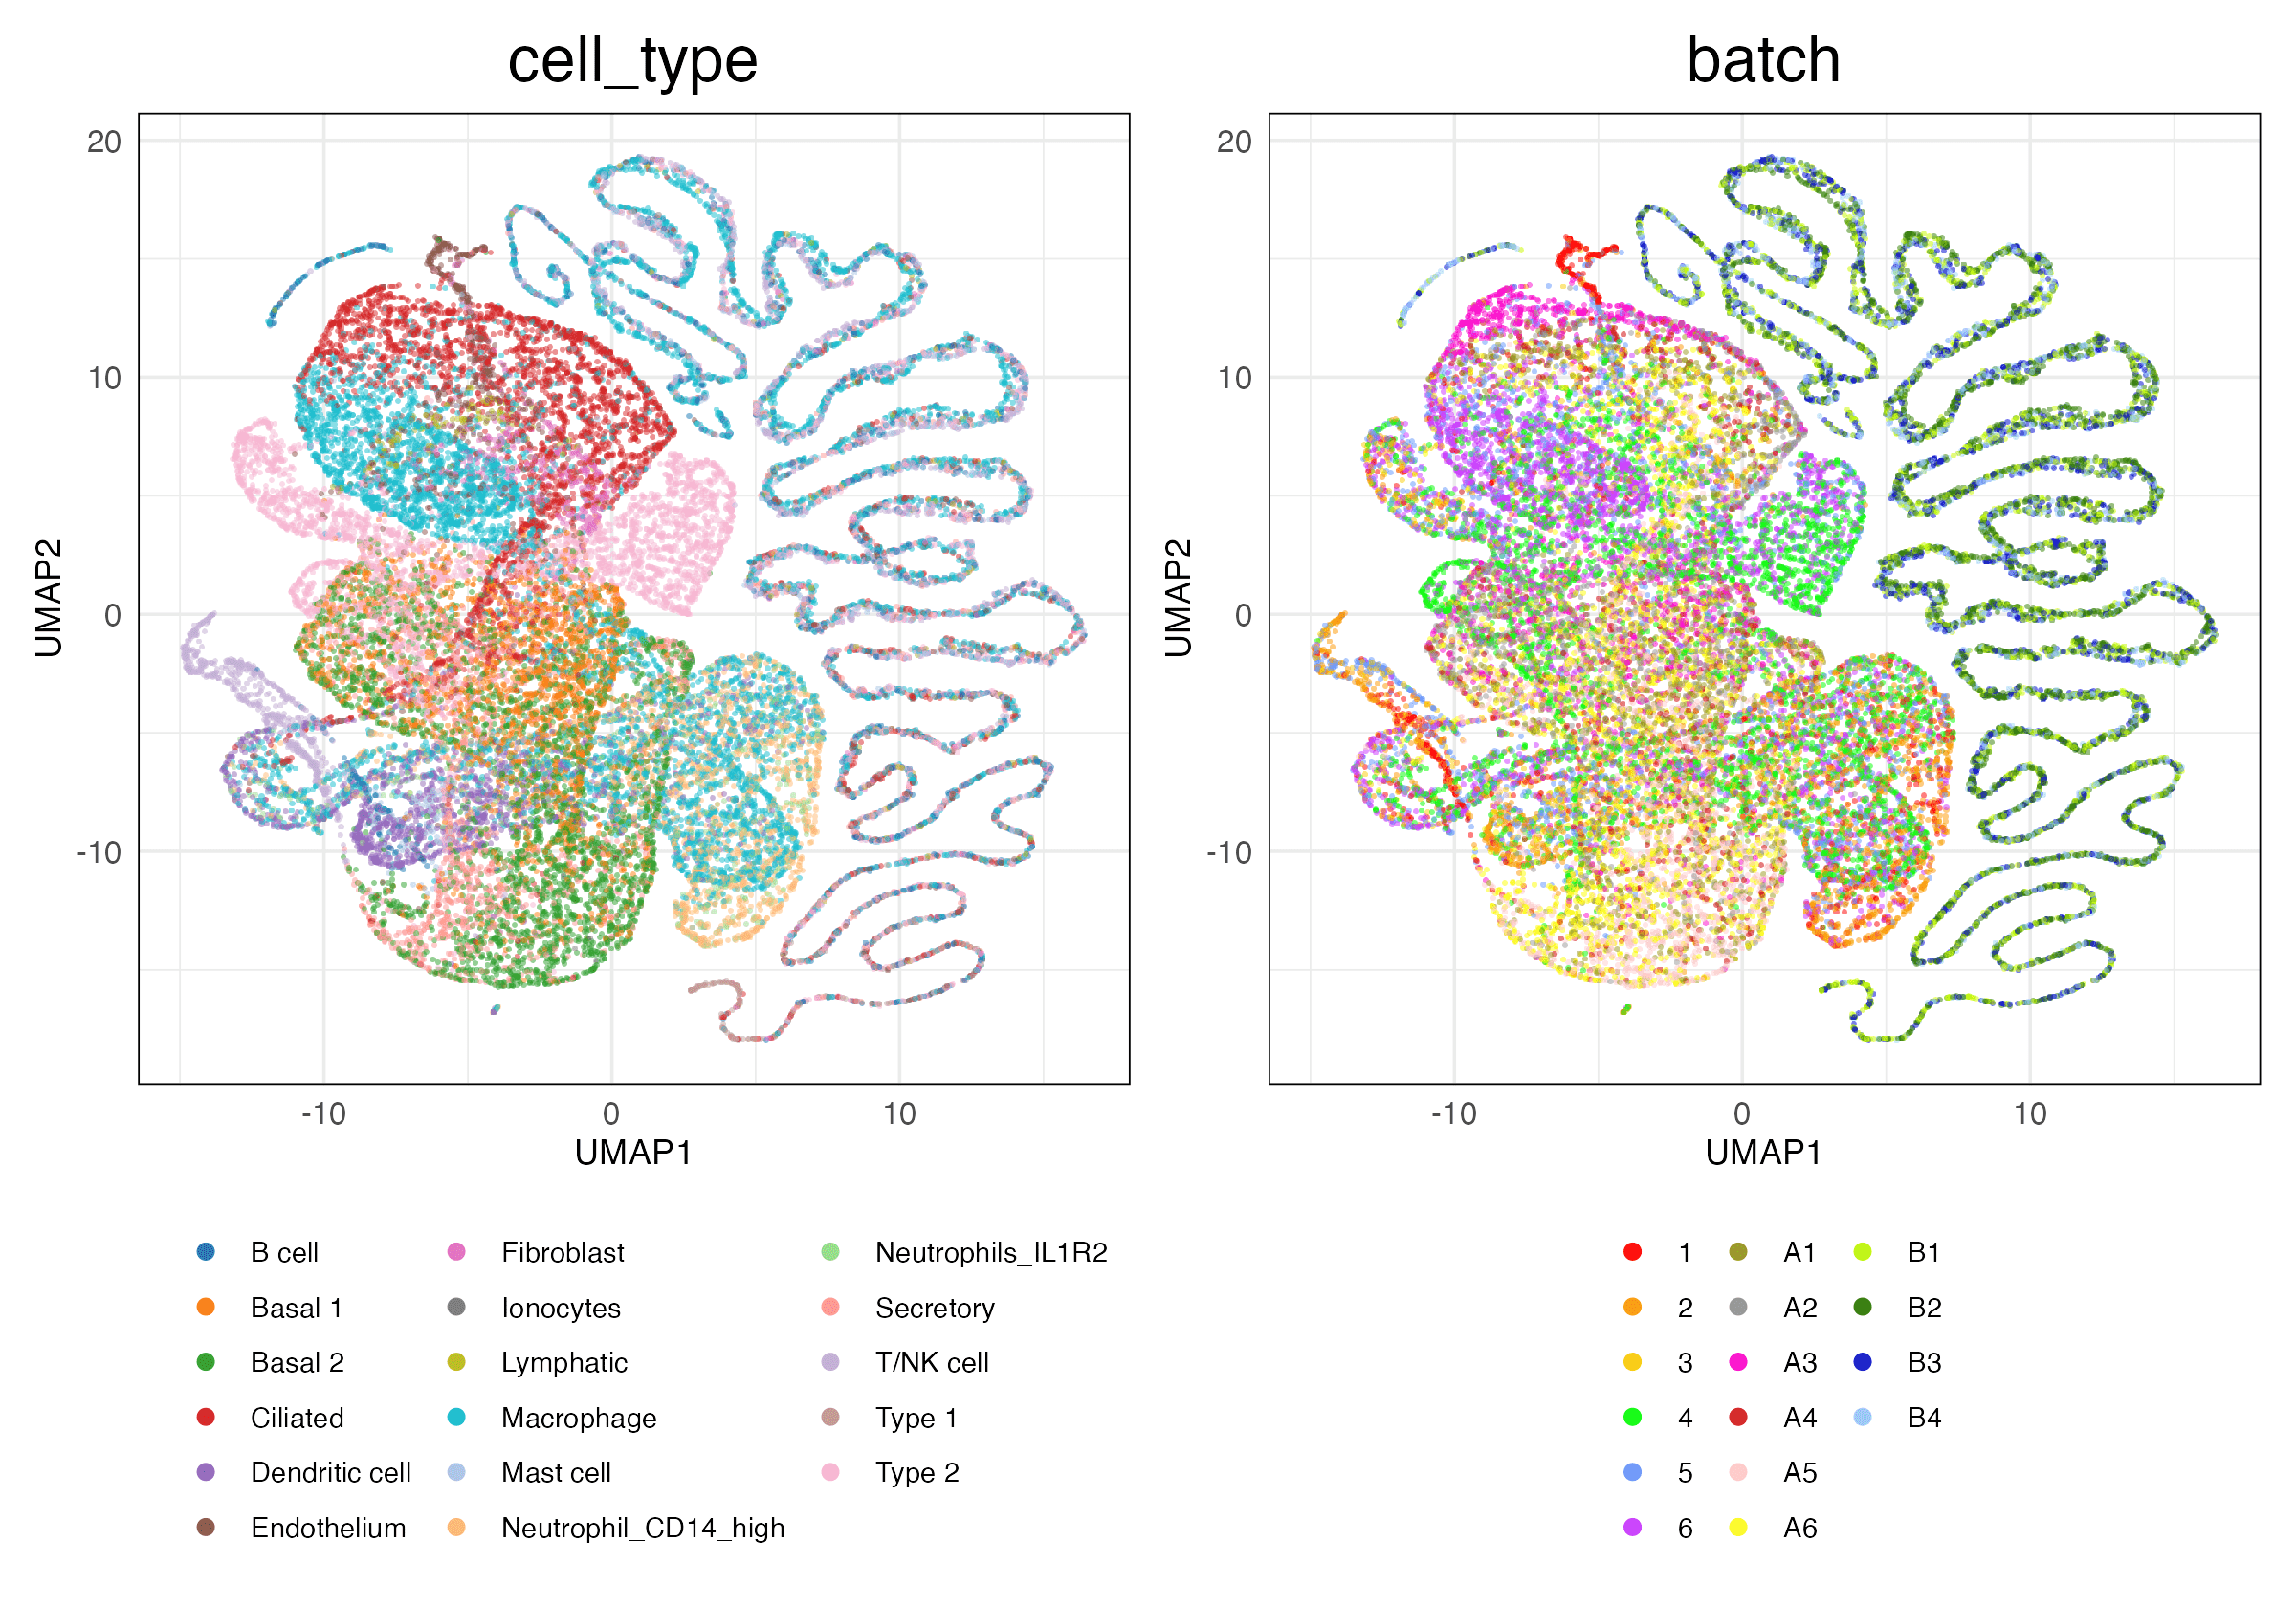 cell_type
batch
20
10
0
-10
UMAP2
-10 0 10
UMAP1
20
10
0
-10
UMAP2
-10 0 10
UMAP1
B cell
Basal 1
Basal 2
Ciliated
Dendritic cell
Endothelium
Fibroblast
Ionocytes
Lymphatic
Macrophage
Mast cell
Neutrophil_CD14_high
Neutrophils_IL1R2
Secretory
T/NK cell
Type 1
Type 2
1
2
3
4
5
6
A1
A2
A3
A4
A5
A6
B1
B2
B3
B4